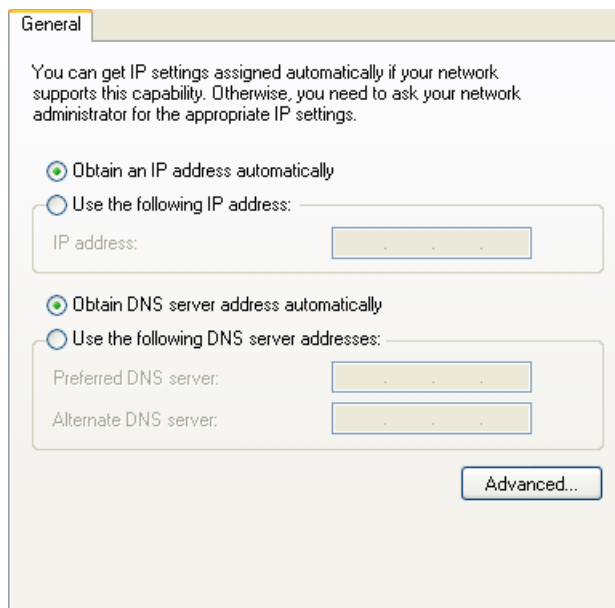 General
You can get IP settings assigned automatically if your network
supports this capability. Otherwise, you need to ask your network
administrator for the appropriate IP settings.
Obtain an IP address automatically
Use the following IP address:
IP address:
Obtain DNS server address automatically
Use the following DNS server addresses:
Preferred DNS server:
Alternate DNS server:
Advanced...